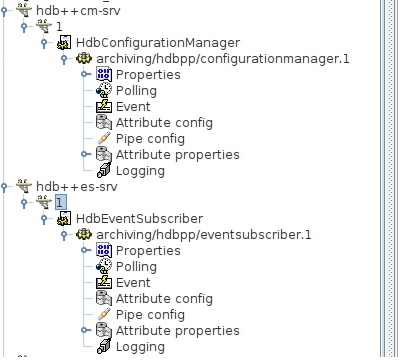 hdb++cm-srv
1
HdbConfigurationManager
archiving/hdbpp/configurationmanager.1
Properties
Polling
Event
Attribute config
Pipe config
Attribute properties
Logging
hdb++es-srv
1
HdbEventSubscriber
archiving/hdbpp/eventsubscriber.1
Properties
Polling
Event
Attribute config
Pipe config
Attribute properties
Logging